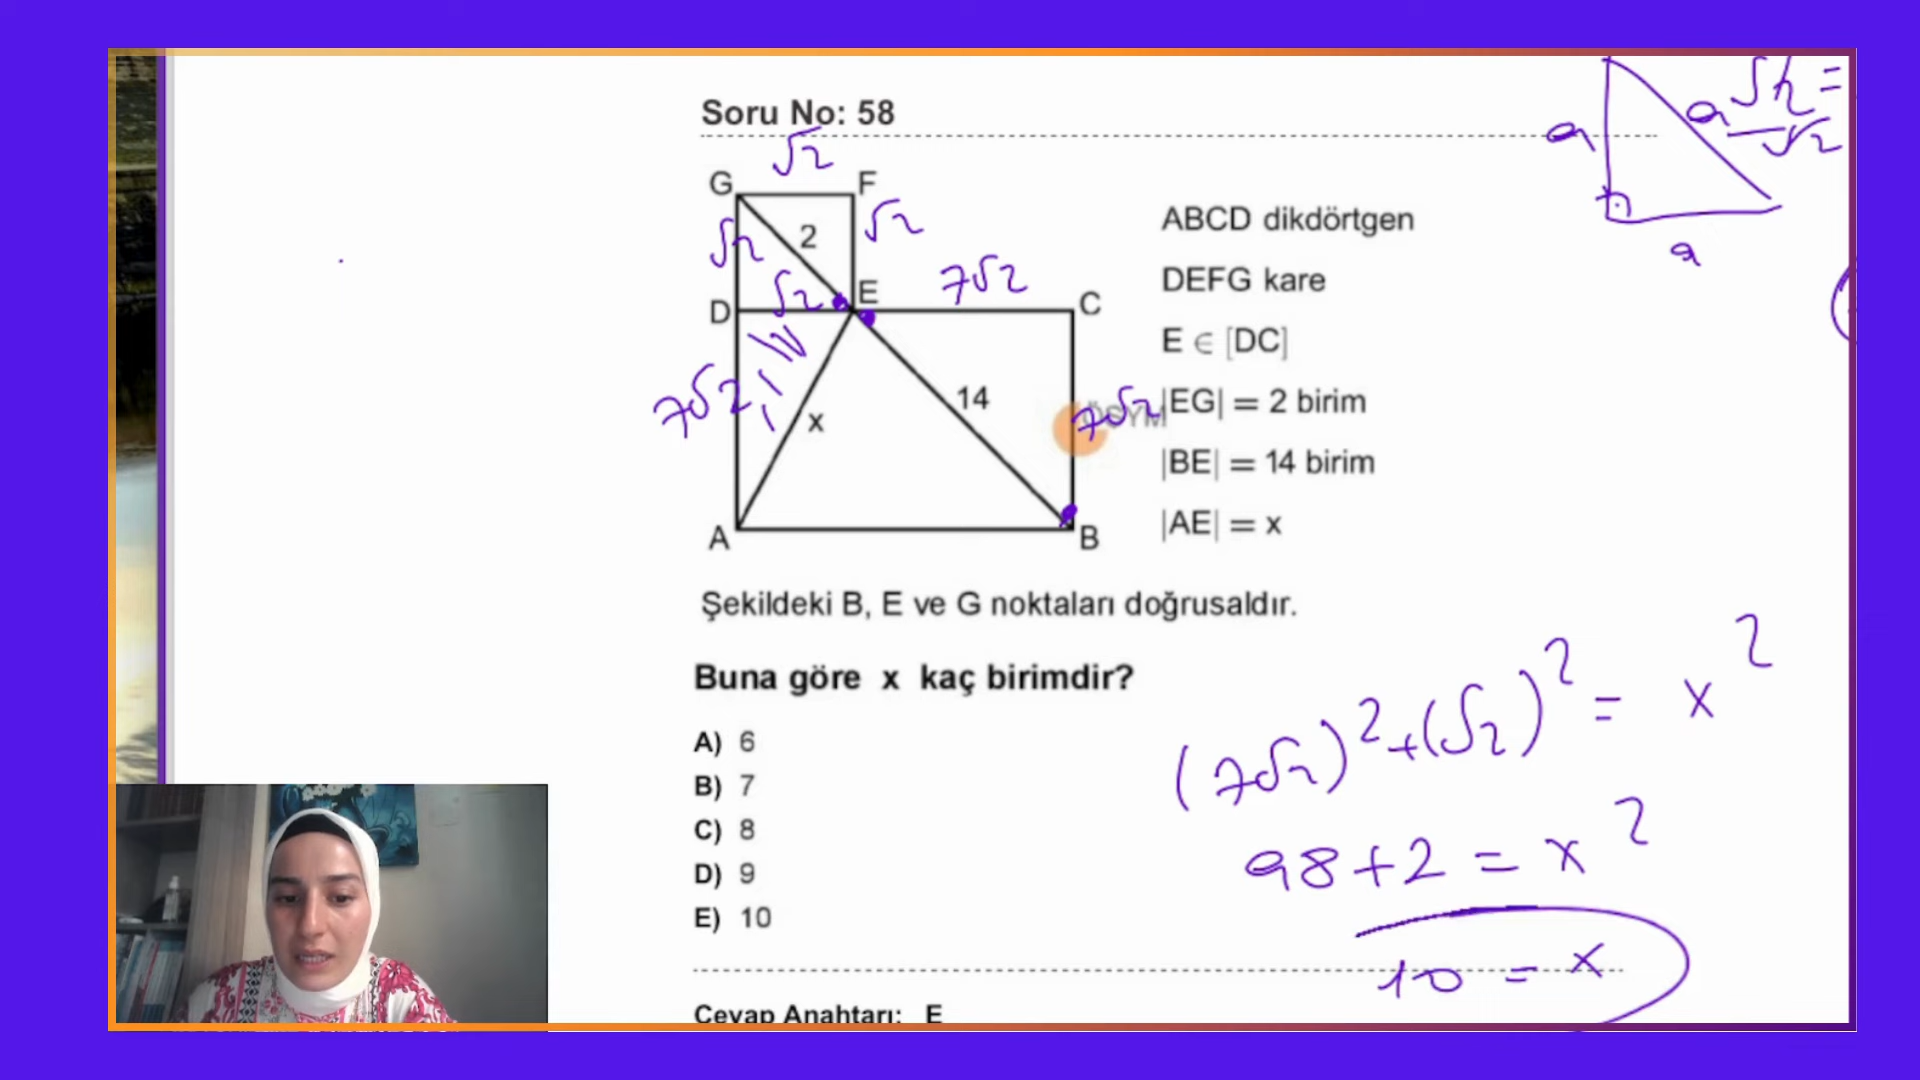 Soru No: 58
√2
G
F
√2
2
√2
√2
E
7√2
D
C
7√2
14
x
7√2
ÖSYM
A
B
ABCD dikdörtgen
DEFG kare
E ∈ [DC]
|EG| = 2 birim
|BE| = 14 birim
|AE| = x
a
a
a
√2
Şekildeki B, E ve G noktaları doğrusaldır.
Buna göre x kaç birimdir?
A) 6
B) 7
C) 8
D) 9
E) 10
(7√2)²+(√2)² = x²
98+2 = x²
10 = x
Cevap Anahtarı: E